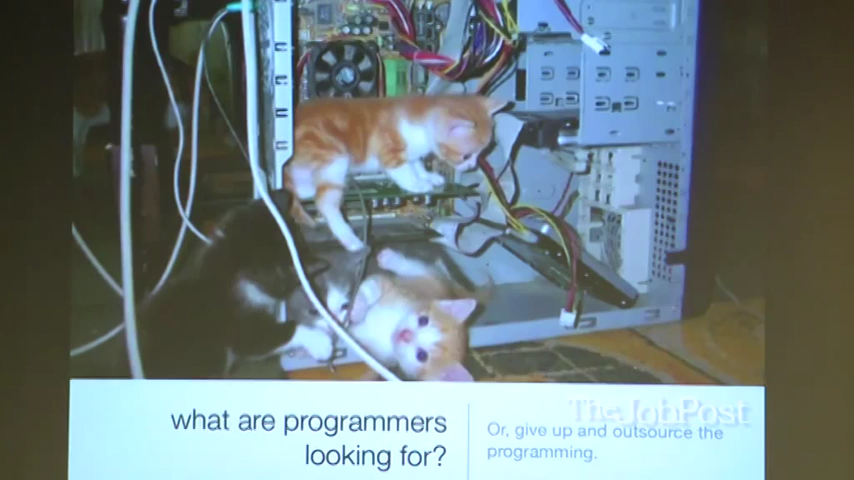 what are programmers
looking for?
TheJobPost
Or, give up and outsource the
programming.